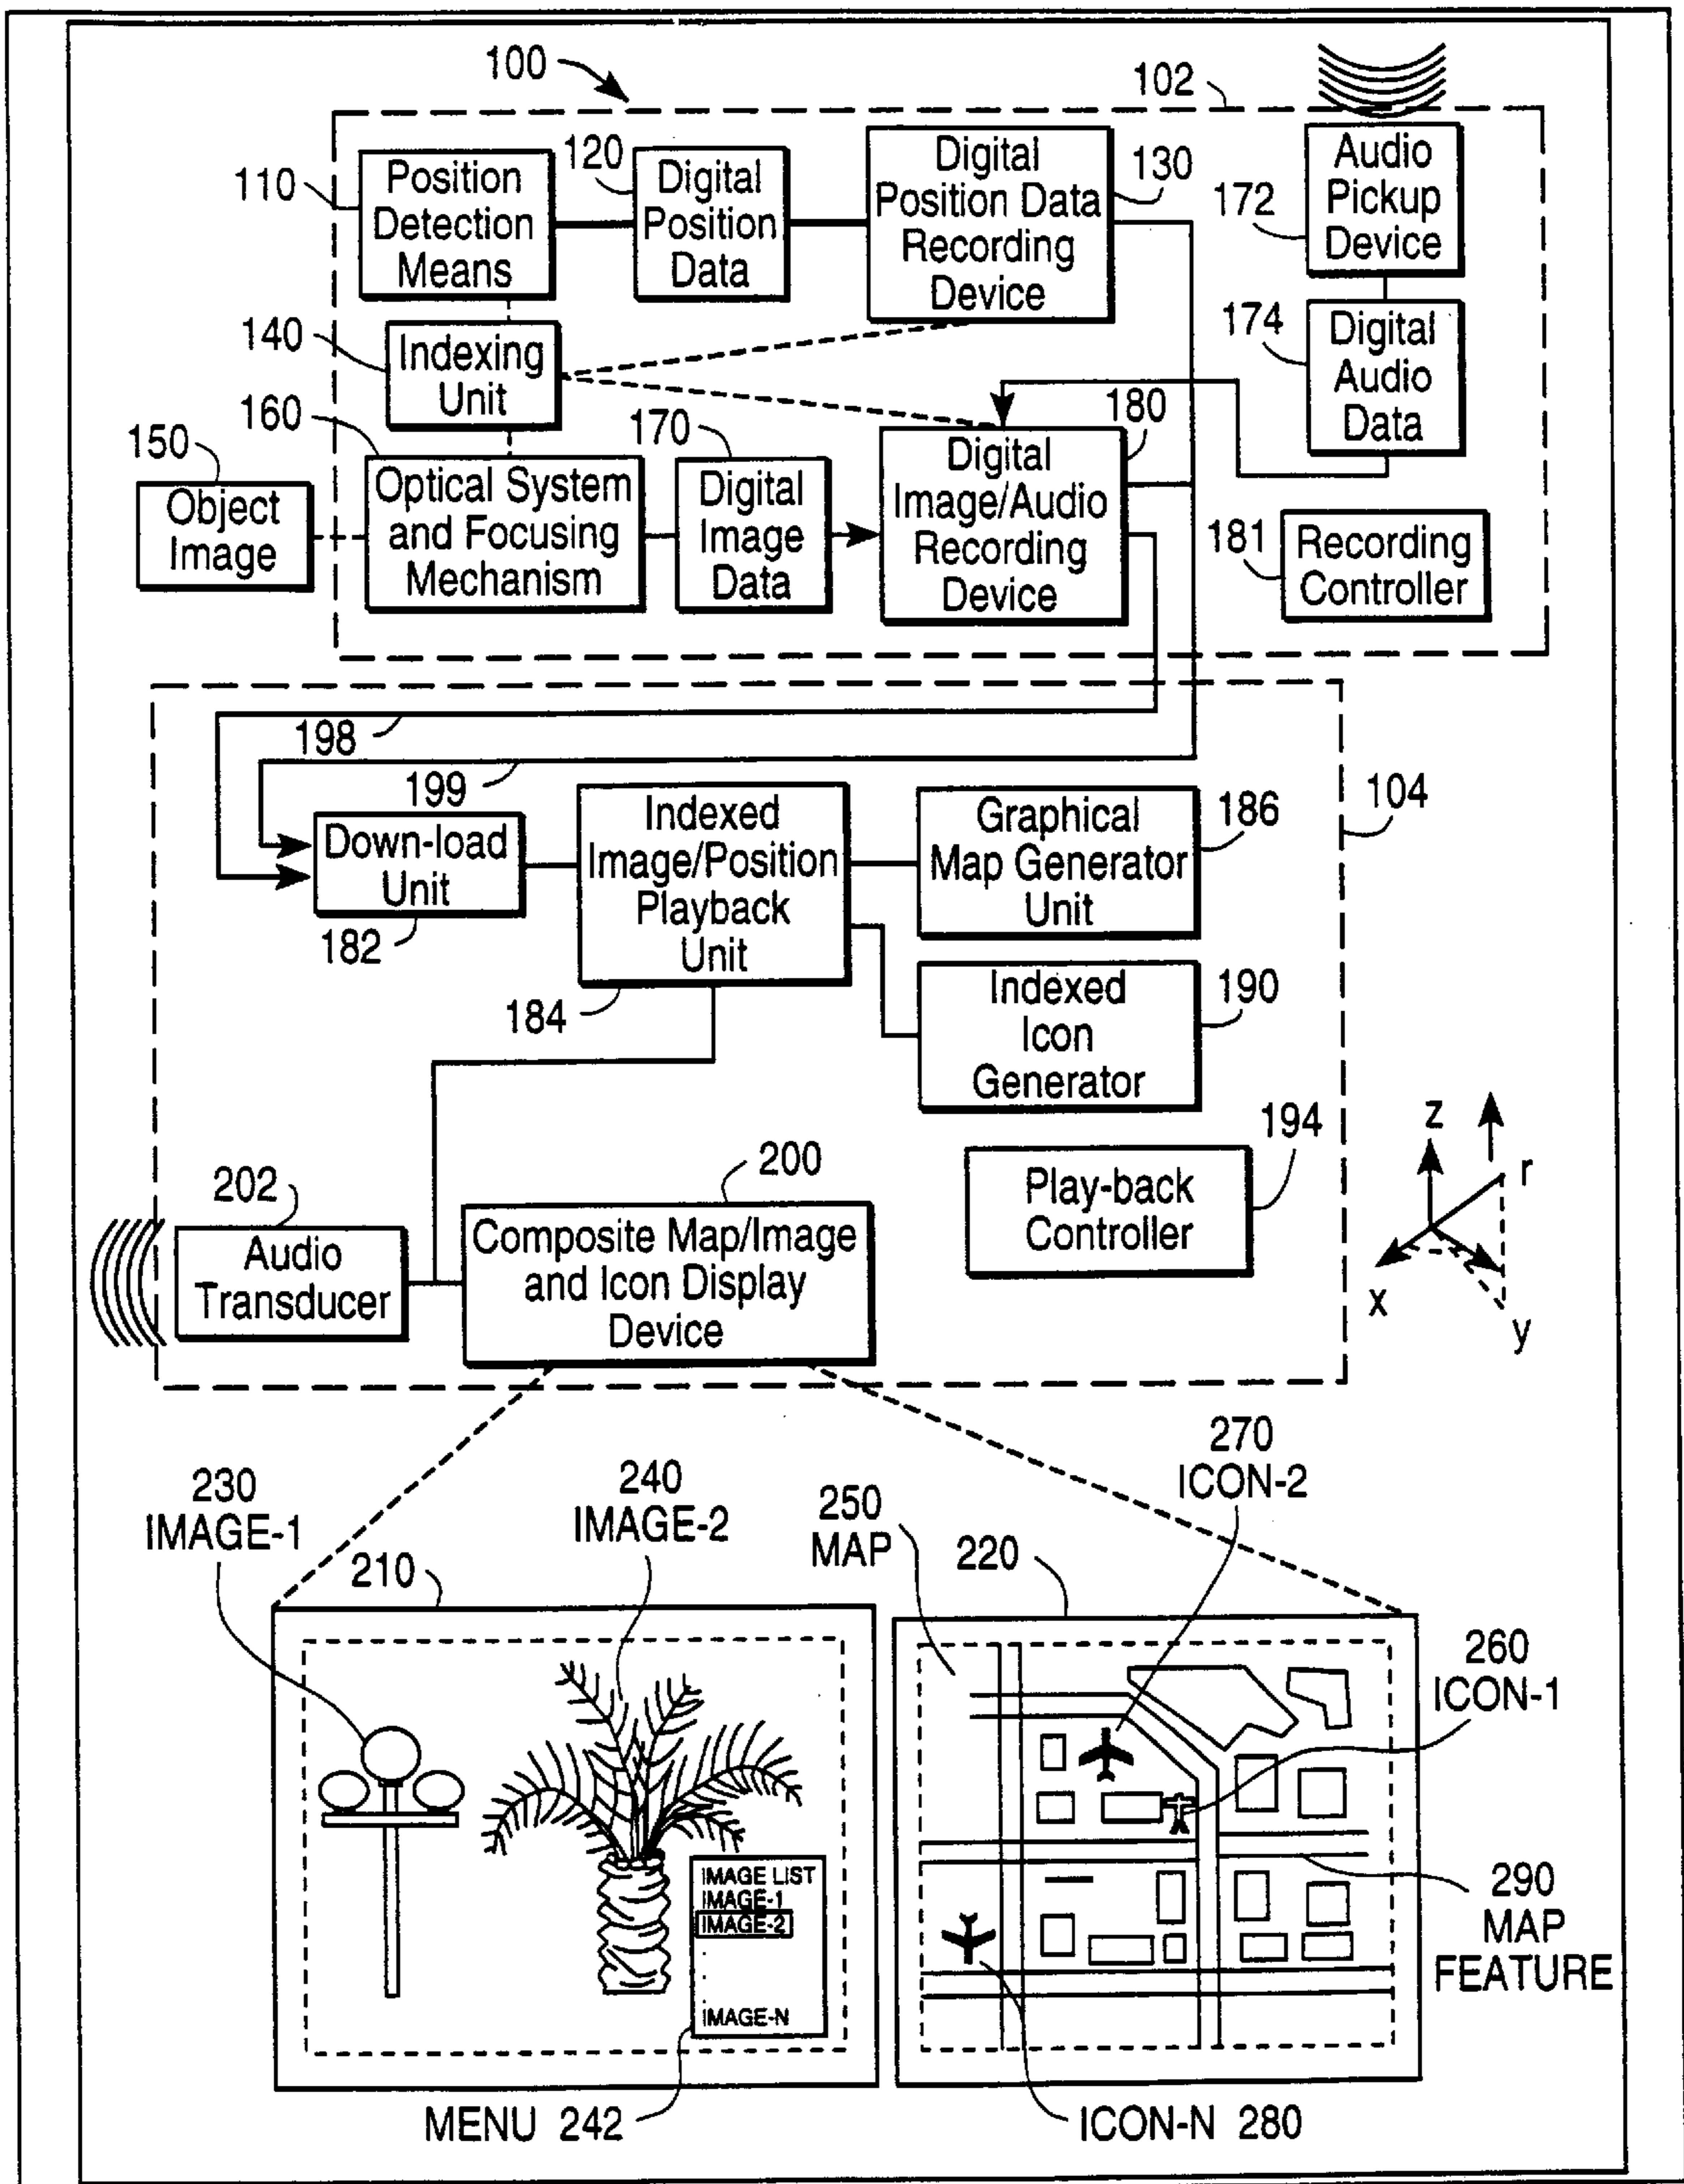 100
102
110
Position
Detection
Means
120
Digital
Position
Data
Digital
Position Data
Recording
Device
130
172
Audio
Pickup
Device
140
Indexing
Unit
174
Digital
Audio
Data
150
Object
Image
160
Optical System
and Focusing
Mechanism
170
Digital
Image
Data
180
Digital
Image/Audio
Recording
Device
181
Recording
Controller
198
199
Down-load
Unit
182
Indexed
Image/Position
Playback
Unit
184
Graphical
Map Generator
Unit
186
104
Indexed
Icon
Generator
190
Play-back
Controller
194
z
r
x
y
202
Audio
Transducer
200
Composite Map/Image
and Icon Display
Device
230
IMAGE-1
210
240
IMAGE-2
250
MAP
220
270
ICON-2
260
ICON-1
IMAGE LIST
IMAGE-1
IMAGE-2
.
.
IMAGE-N
290
MAP
FEATURE
MENU 242
ICON-N 280